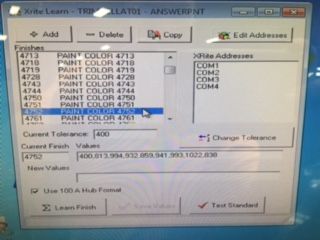 Xrite Learn - TRIM CELLAT01 - ANSWERPNT
Add
Delete
Copy
Edit Addresses
Finishes
4713 PAINT COLOR 4713
4718 PAINT COLOR 4718
4719 PAINT COLOR 4719
4728 PAINT COLOR 4728
4743 PAINT COLOR 4743
4744 PAINT COLOR 4744
4750 PAINT COLOR 4750
4751 PAINT COLOR 4751
4752 PAINT COLOR 4752
4761 PAINT COLOR 4761
XRite Addresses
COM1
COM2
COM3
COM4
Current Tolerance: 400
Change Tolerance
Current Finish Values
4752 400,813,994,932,859,941,993,1022,838
New Values
Use 100 A Hub Format
Learn Finish
Save Values
Test Standard